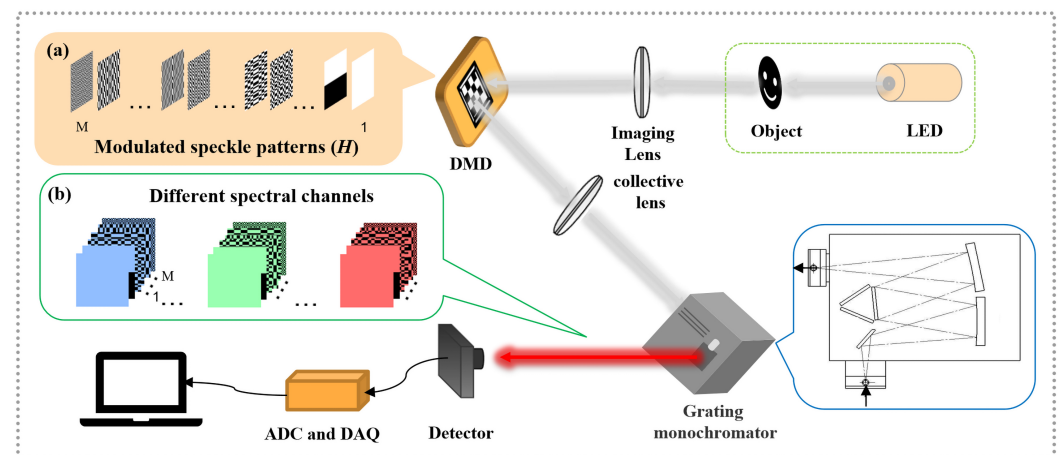 (a)
... ... ...
M
1
Modulated speckle patterns (H)
DMD
Imaging
Lens
Object
LED
collective
lens
(b)
Different spectral channels
M
1
... ... ...
ADC and DAQ
Detector
Grating
monochromator